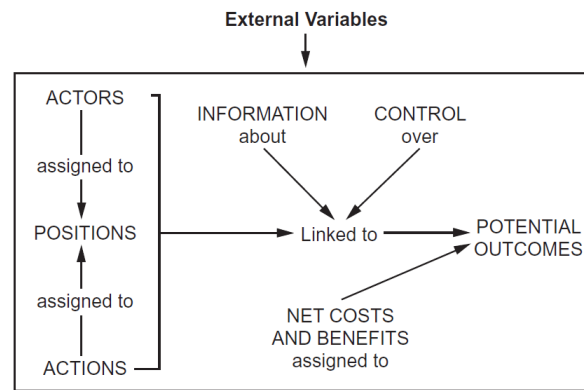 External Variables
ACTORS
assigned to
POSITIONS
assigned to
ACTIONS
INFORMATION
about
CONTROL
over
Linked to
POTENTIAL
OUTCOMES
NET COSTS
AND BENEFITS
assigned to